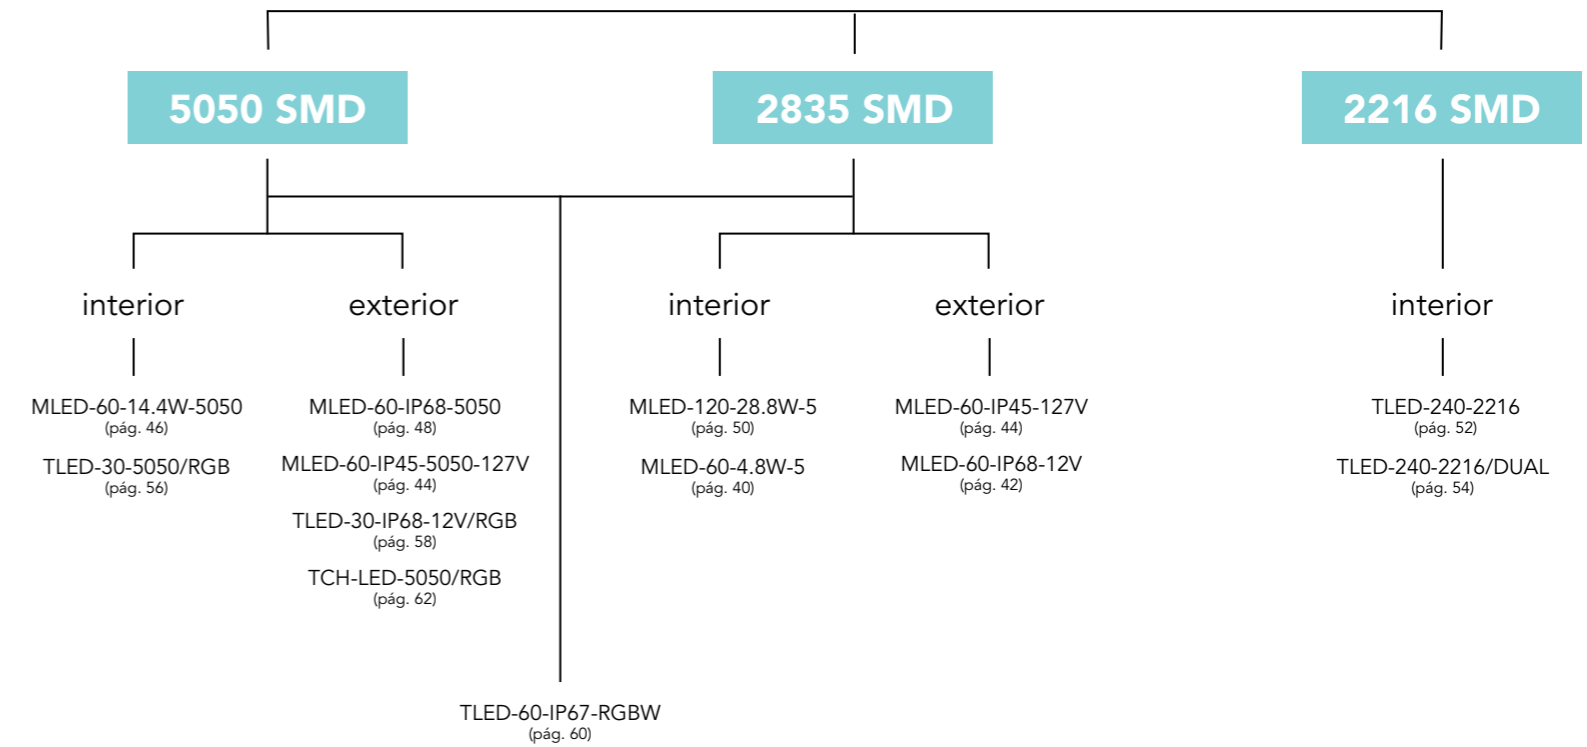 5050 SMD
2835 SMD
2216 SMD
interior
exterior
interior
exterior
interior
MLED-60-14.4W-5050
(pág. 46)
TLED-30-5050/RGB
(pág. 56)
MLED-60-IP68-5050
(pág. 48)
MLED-60-IP45-5050-127V
(pág. 44)
TLED-30-IP68-12V/RGB
(pág. 58)
TCH-LED-5050/RGB
(pág. 62)
MLED-120-28.8W-5
(pág. 50)
MLED-60-4.8W-5
(pág. 40)
MLED-60-IP45-127V
(pág. 44)
MLED-60-IP68-12V
(pág. 42)
TLED-240-2216
(pág. 52)
TLED-240-2216/DUAL
(pág. 54)
TLED-60-IP67-RGBW
(pág. 60)